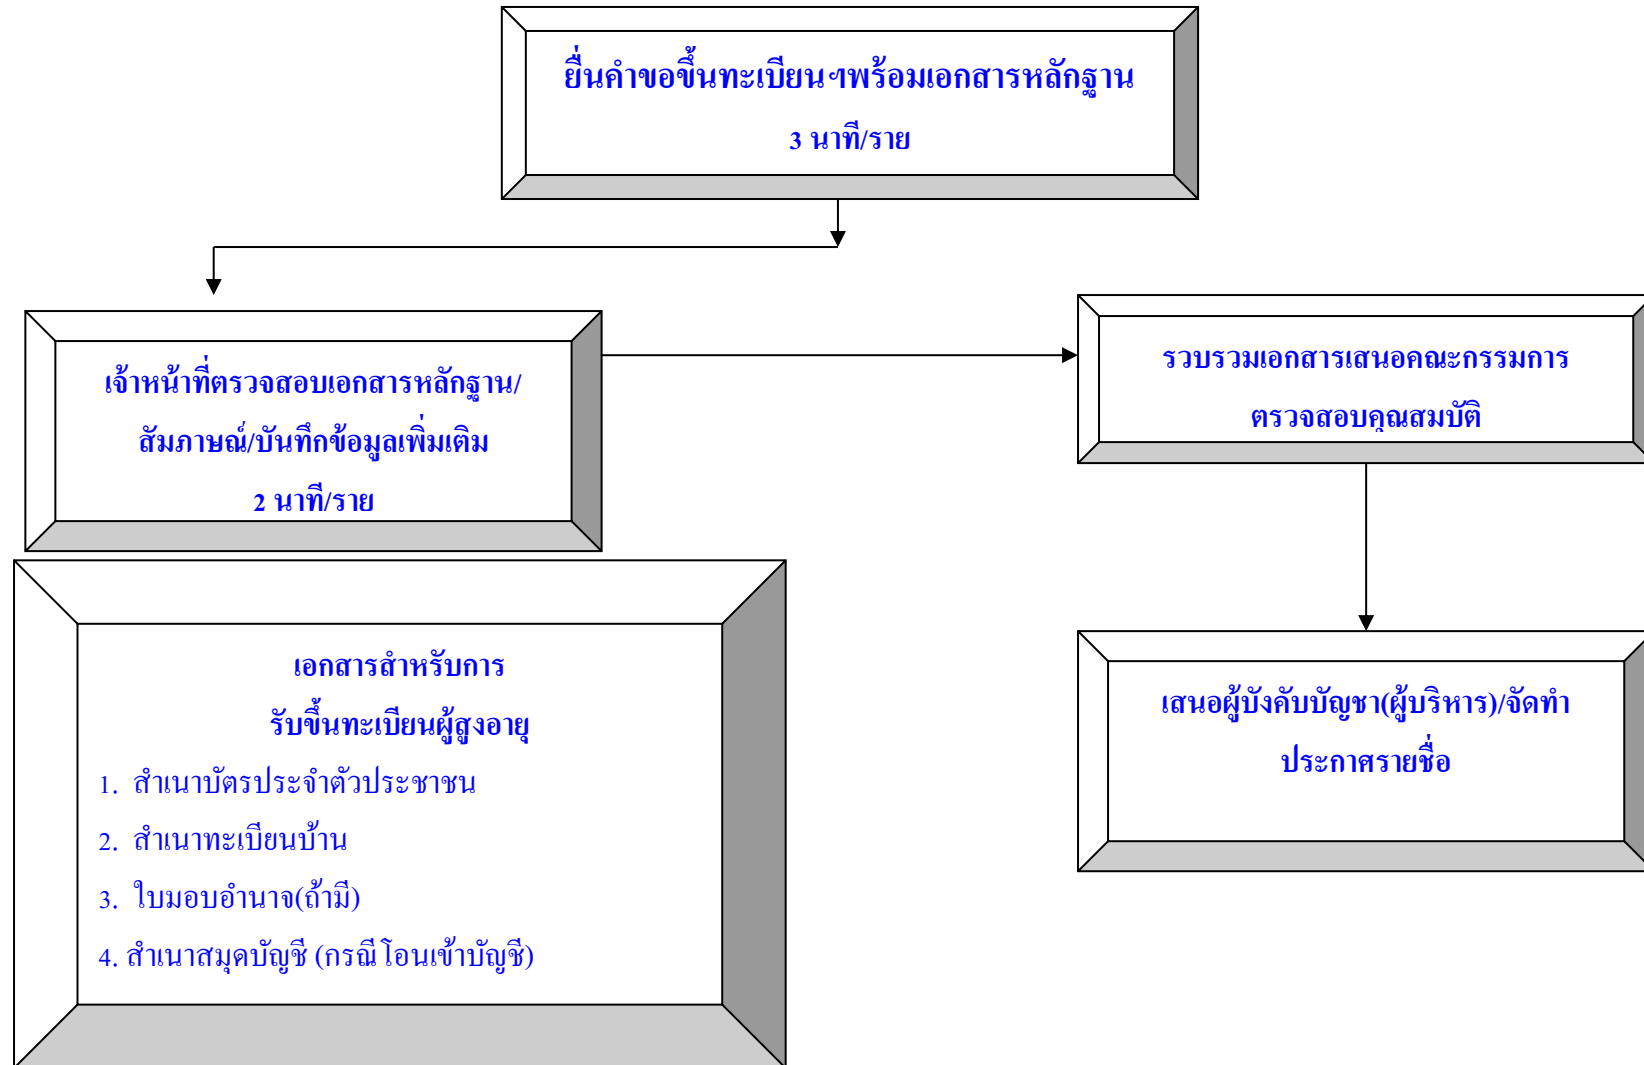 ยื่นคำขอขึ้นทะเบียนฯพร้อมเอกสารหลักฐาน
3 นาที/ราย
เจ้าหน้าที่ตรวจสอบเอกสารหลักฐาน/
สัมภาษณ์/บันทึกข้อมูลเพิ่มเติม
2 นาที/ราย
รวบรวมเอกสารเสนอคณะกรรมการ
ตรวจสอบคุณสมบัติ
เสนอผู้บังคับบัญชา(ผู้บริหาร)/จัดทำ
ประกาศรายชื่อ
เอกสารสำหรับการ
รับขึ้นทะเบียนผู้สูงอายุ
1. สำเนาบัตรประจำตัวประชาชน
2. สำเนาทะเบียนบ้าน
3. ใบมอบอำนาจ(ถ้ามี)
4. สำเนาสมุดบัญชี (กรณีโอนเข้าบัญชี)